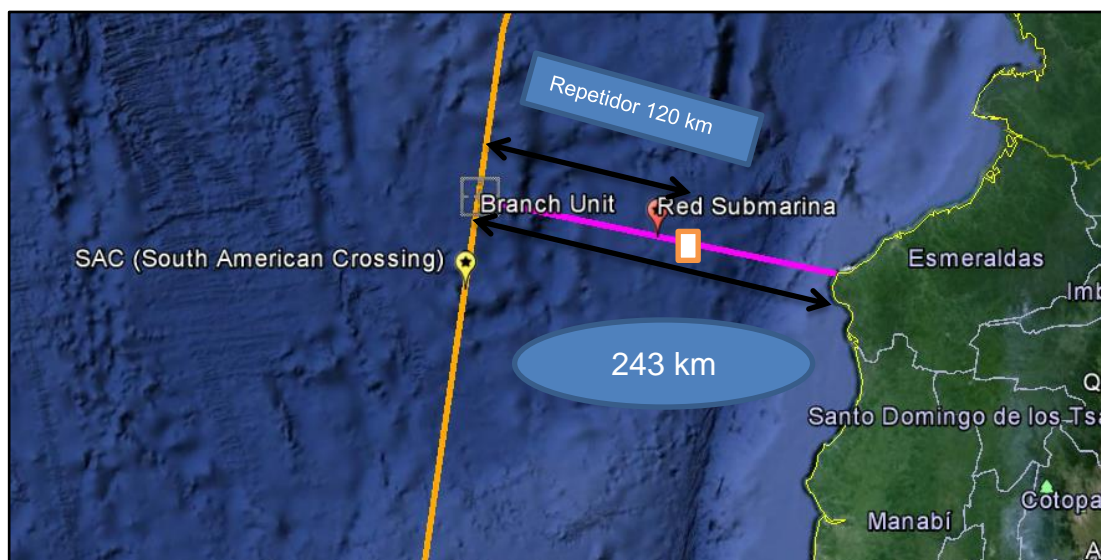 Repetidor 120 km
Branch Unit
Red Submarina
SAC (South American Crossing)
Esmeraldas
Imb
243 km
Q
Santo Domingo de los Tsa
Cotopa
Manabí
A